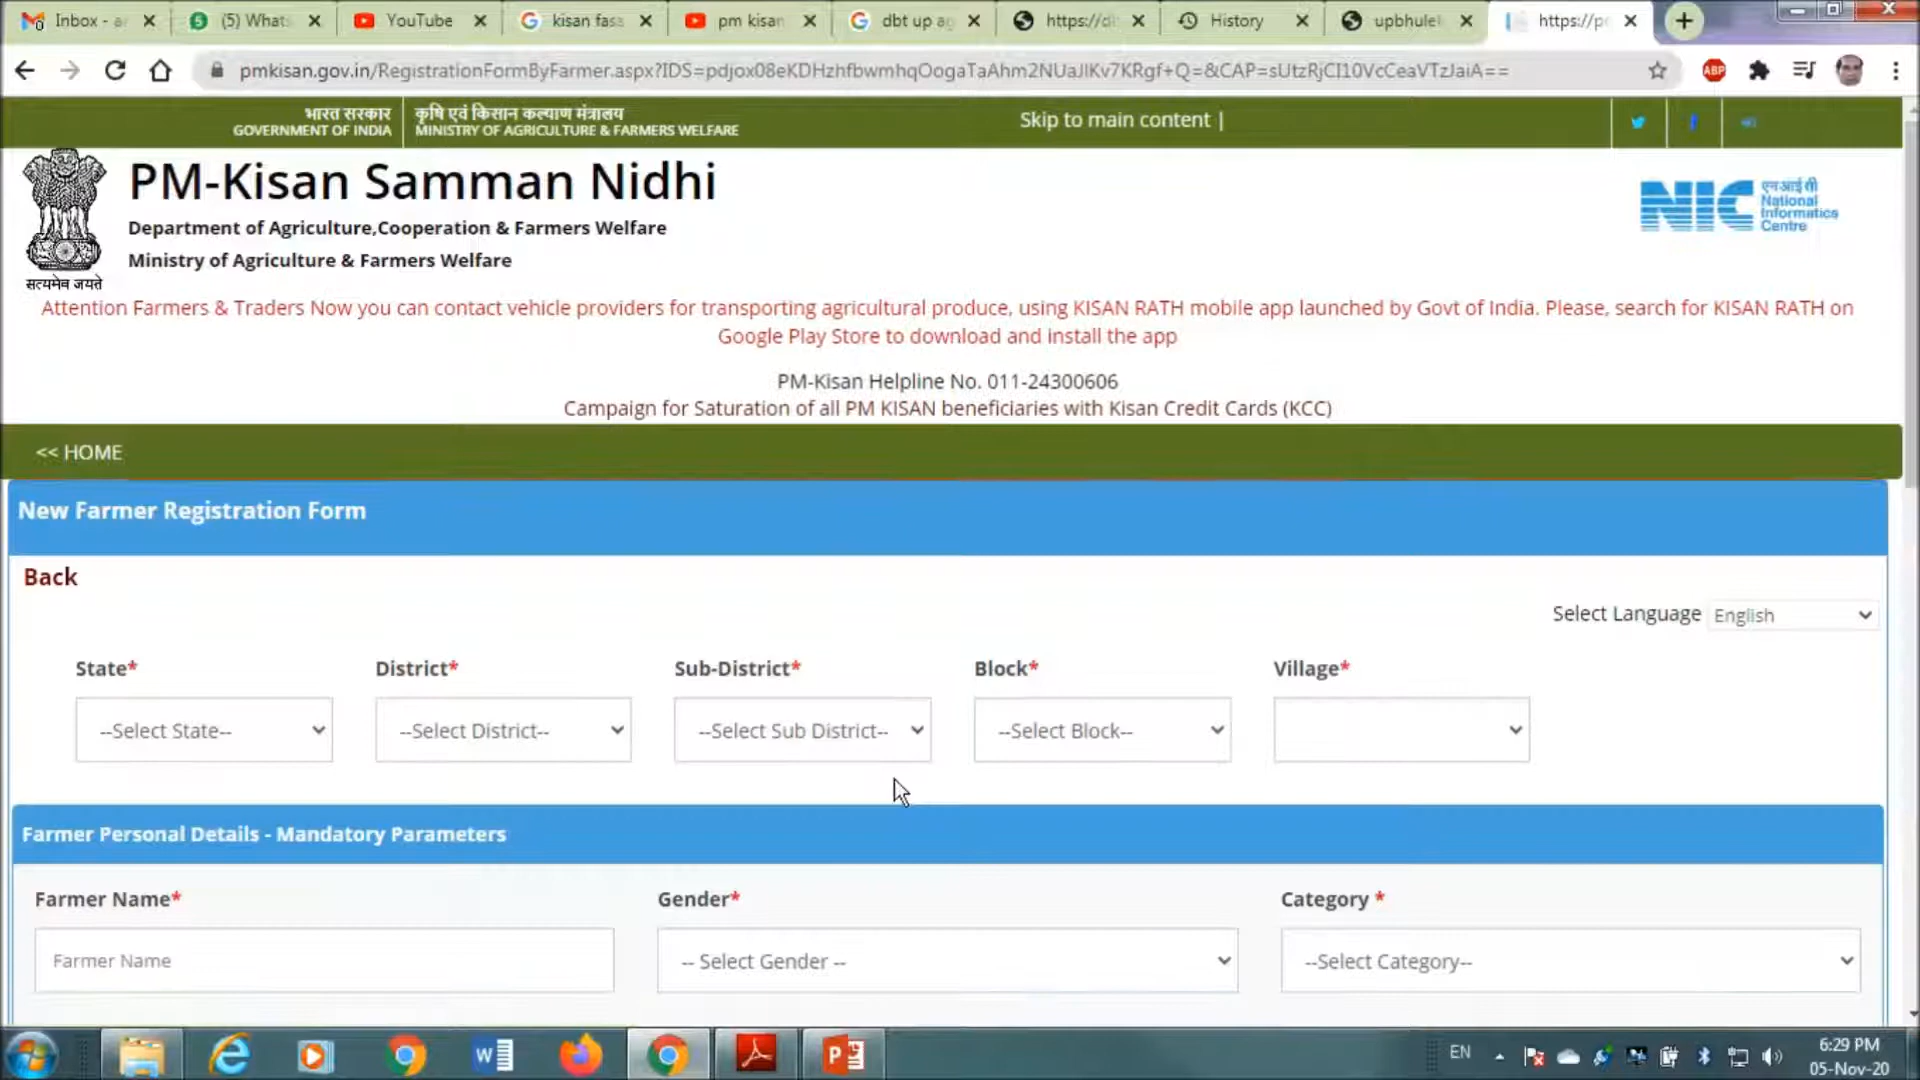 Inbox - a
(5) Whats
YouTube
kisan fas
pm kisan
dbt up ag
https://di
History
upbhulek
https://p
pmkisan.gov.in/RegistrationFormByFarmer.aspx?IDS=pdjox08eKDHzhfbwmhqOogaTaAhm2NUaJlKv7KRgf+Q=&CAP=sUtzRjCI10VcCeaVTzJaiA==
ABP
भारत सरकार
GOVERNMENT OF INDIA
कृषि एवं किसान कल्याण मंत्रालय
MINISTRY OF AGRICULTURE & FARMERS WELFARE
Skip to main content |
PM-Kisan Samman Nidhi
Department of Agriculture,Cooperation & Farmers Welfare
Ministry of Agriculture & Farmers Welfare
सत्यमेव जयते
NIC
एन आई सी
National
Informatics
Centre
Attention Farmers & Traders Now you can contact vehicle providers for transporting agricultural produce, using KISAN RATH mobile app launched by Govt of India. Please, search for KISAN RATH on
Google Play Store to download and install the app
PM-Kisan Helpline No. 011-24300606
Campaign for Saturation of all PM KISAN beneficiaries with Kisan Credit Cards (KCC)
<< HOME
New Farmer Registration Form
Back
Select Language English
State* District* Sub-District* Block* Village*
--Select State-- --Select District-- --Select Sub District-- --Select Block--
Farmer Personal Details - Mandatory Parameters
Farmer Name* Gender* Category *
Farmer Name -- Select Gender -- --Select Category--
EN
6:29 PM
05-Nov-20